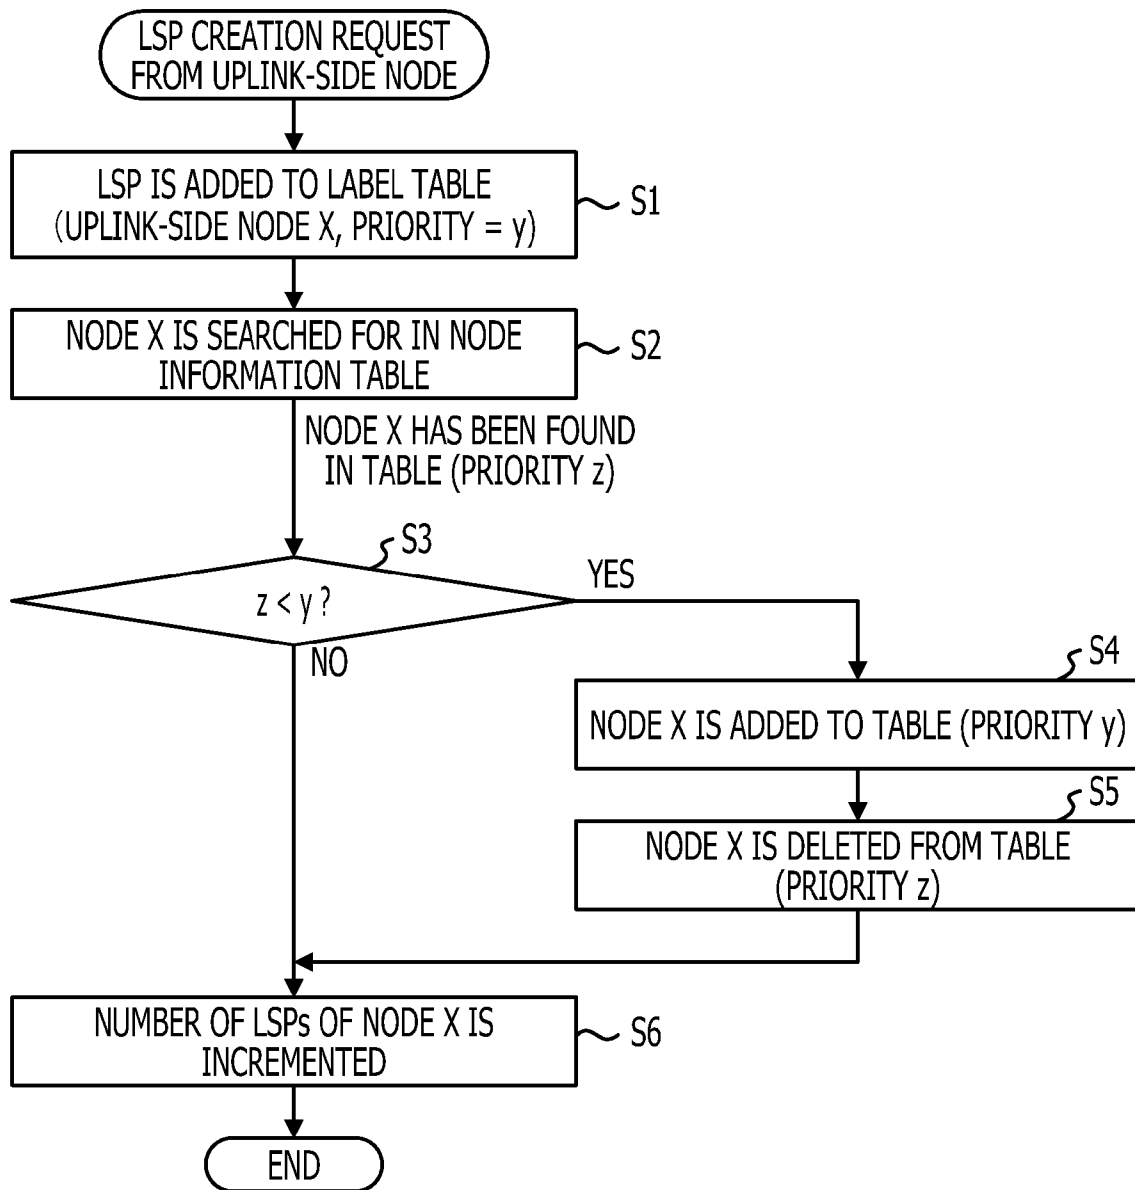 LSP CREATION REQUEST
FROM UPLINK-SIDE NODE
LSP IS ADDED TO LABEL TABLE
(UPLINK-SIDE NODE X, PRIORITY = y)
S1
NODE X IS SEARCHED FOR IN NODE
INFORMATION TABLE
S2
NODE X HAS BEEN FOUND
IN TABLE (PRIORITY z)
S3
z < y ?
YES
NO
S4
NODE X IS ADDED TO TABLE (PRIORITY y)
S5
NODE X IS DELETED FROM TABLE
(PRIORITY z)
NUMBER OF LSPs OF NODE X IS
INCREMENTED
S6
END